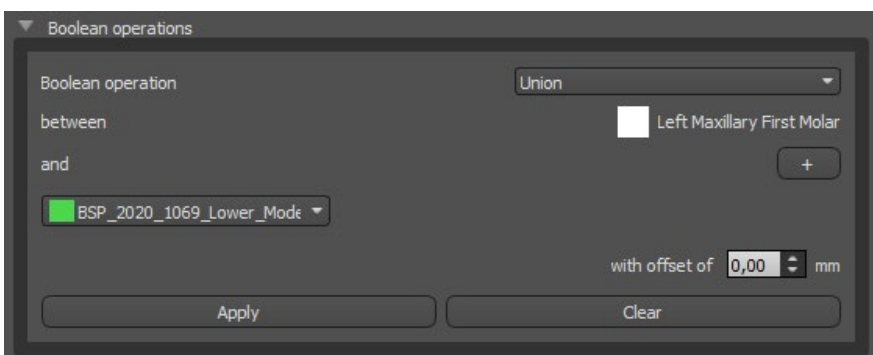 Boolean operations
Boolean operation Union
between Left Maxillary First Molar
and +
BSP_2020_1069_Lower_Mode
with offset of 0,00 mm
Apply Clear